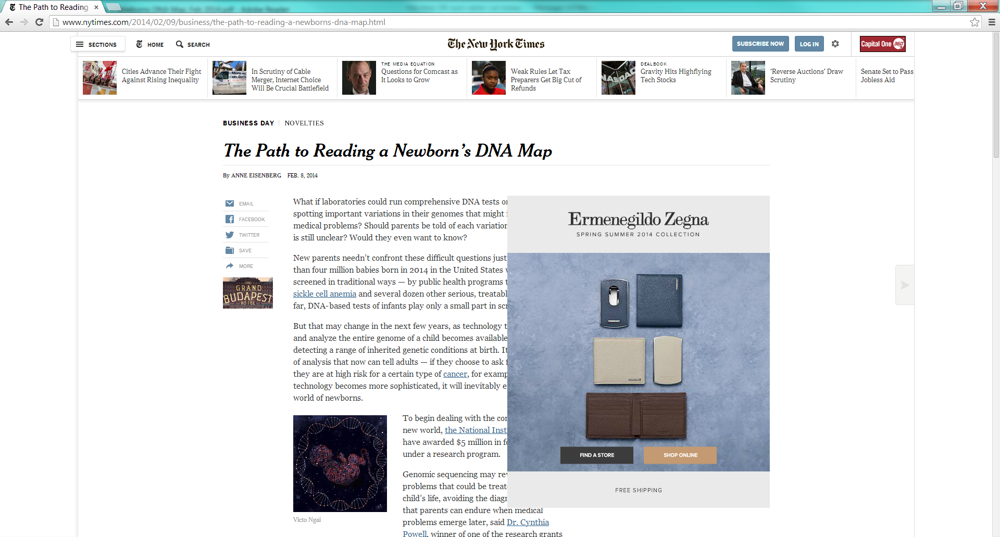 The Path to Reading
www.nytimes.com/2014/02/09/business/the-path-to-reading-a-newborns-dna-map.html
SECTIONS HOME SEARCH
The New York Times
SUBSCRIBE NOW LOG IN
Capital One 360
Cities Advance Their Fight
Against Rising Inequality
In Scrutiny of Cable
Merger, Internet Choice
Will Be Crucial Battlefield
THE MEDIA EQUATION
Questions for Comcast as
It Looks to Grow
Weak Rules Let Tax
Preparers Get Big Cut of
Refunds
NASDAQ
DEALBOOK
Gravity Hits Highflying
Tech Stocks
‘Reverse Auctions’ Draw
Scrutiny
Senate Set to Pass
Jobless Aid
BUSINESS DAY | NOVELTIES
The Path to Reading a Newborn’s DNA Map
By ANNE EISENBERG FEB. 8, 2014
EMAIL
FACEBOOK
TWITTER
SAVE
MORE
THE
GRAND
BUDAPEST
HOTEL
What if laboratories could run comprehensive DNA tests
spotting important variations in their genomes that might
medical problems? Should parents be told of each variation
is still unclear? Would they even want to know?
New parents needn’t confront these difficult questions just
than four million babies born in 2014 in the United States
screened in traditional ways — by public health programs
sickle cell anemia and several dozen other serious,
far, DNA-based tests of infants play only a small part in
But that may change in the next few years, as technology
and analyze the entire genome of a child becomes available
detecting a range of inherited genetic conditions at birth. It
of analysis that now can tell adults — if they choose to ask
they are at high risk for a certain type of cancer, for
technology becomes more sophisticated, it will inevitably
world of newborns.
To begin dealing with the
new world, the National
have awarded $5 million in
under a research program.
Genomic sequencing may
problems that could be
child’s life, avoiding the
that parents can endure when medical
problems emerge later, said Dr. Cynthia
Powell, winner of one of the research grants
Victo Ngai
Ermenegildo Zegna
SPRING SUMMER 2014 COLLECTION
FIND A STORE
SHOP ONLINE
FREE SHIPPING